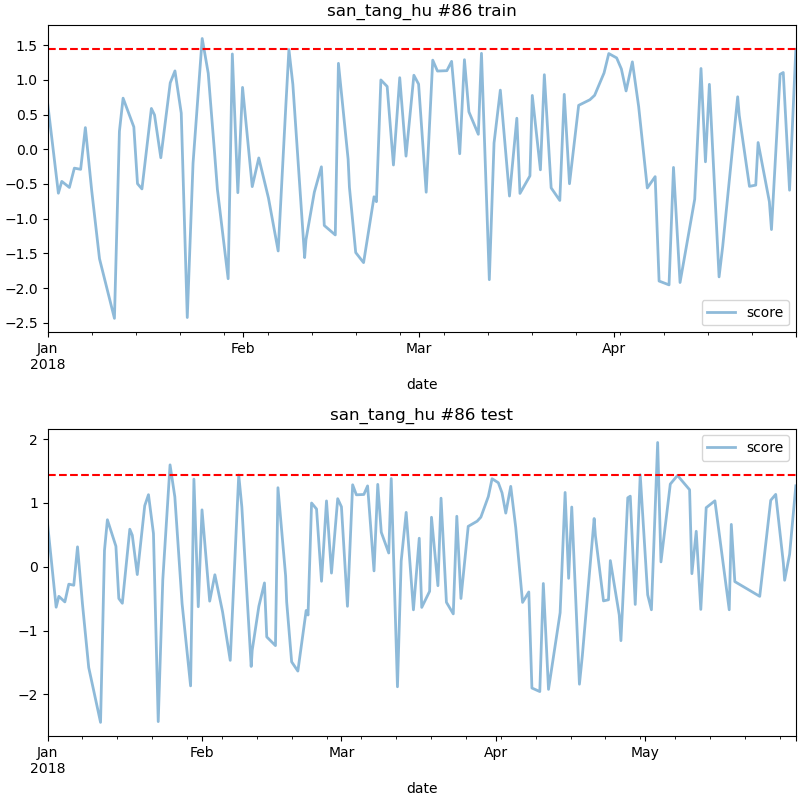 san_tang_hu #86 train
1.5
1.0
0.5
0.0
−0.5
−1.0
−1.5
−2.0
−2.5
score
Jan Feb Mar Apr
2018
date
san_tang_hu #86 test
2
1
0
−1
−2
score
Jan Feb Mar Apr May
2018
date